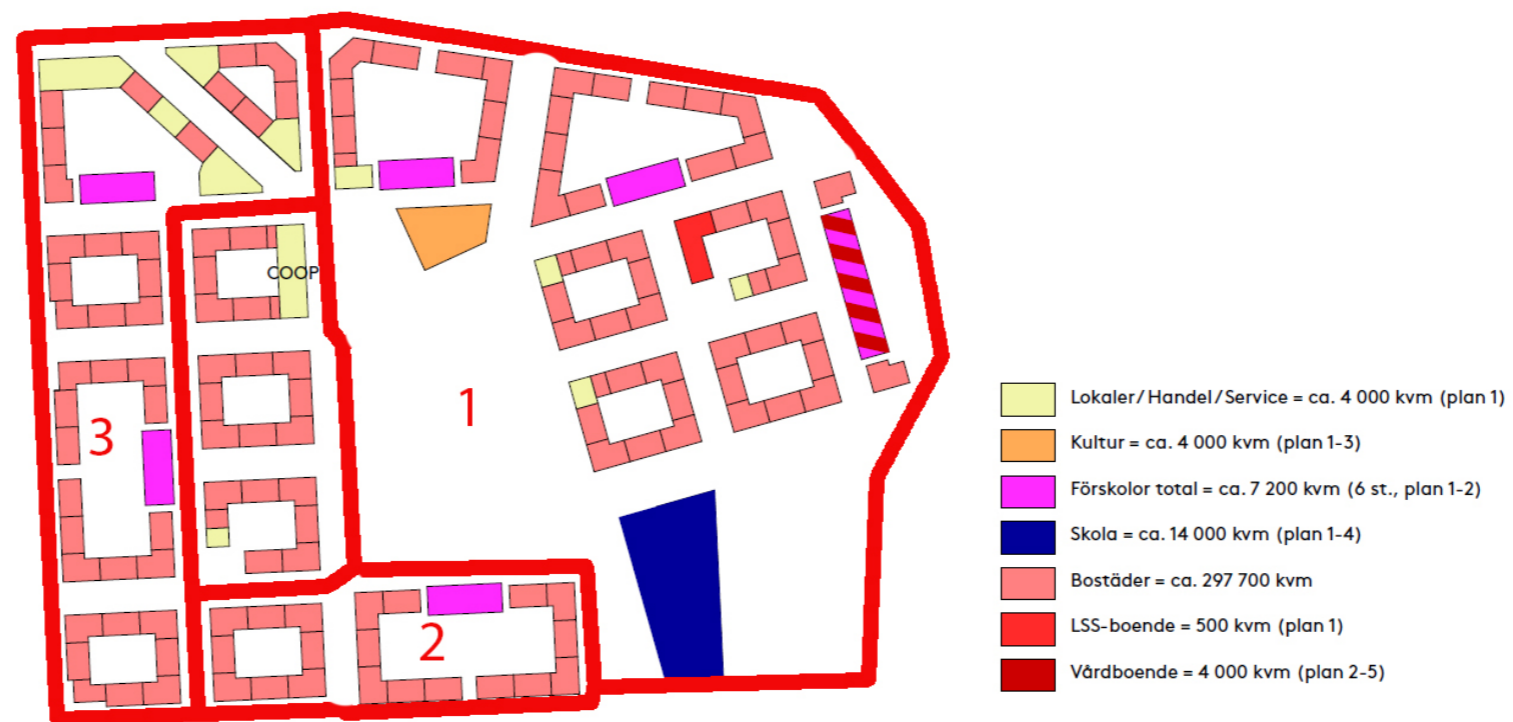 COOP
1
3
2
Lokaler/Handel/Service = ca. 4 000 kvm (plan 1)
Kultur = ca. 4 000 kvm (plan 1-3)
Förskolor total = ca. 7 200 kvm (6 st., plan 1-2)
Skola = ca. 14 000 kvm (plan 1-4)
Bostäder = ca. 297 700 kvm
LSS-boende = 500 kvm (plan 1)
Vårdboende = 4 000 kvm (plan 2-5)